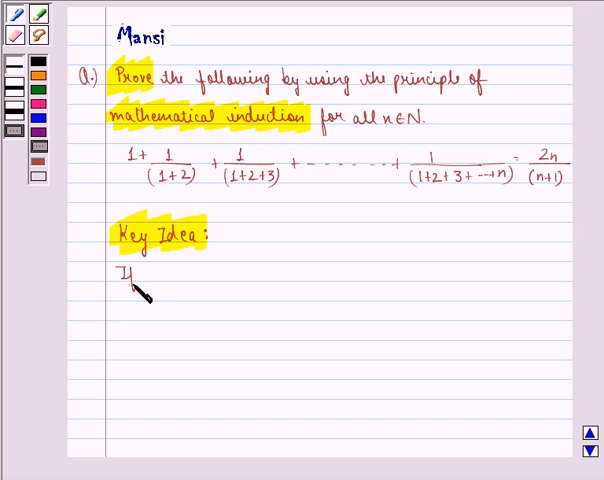 Mansi
Q.) Prove the following by using the principle of
mathematical induction for all n∈N.
1 + 1/(1+2) + 1/(1+2+3) + - - - - - - - - + 1/(1+2+3+ - - +n) = 2n/(n+1)
Key Idea:
If